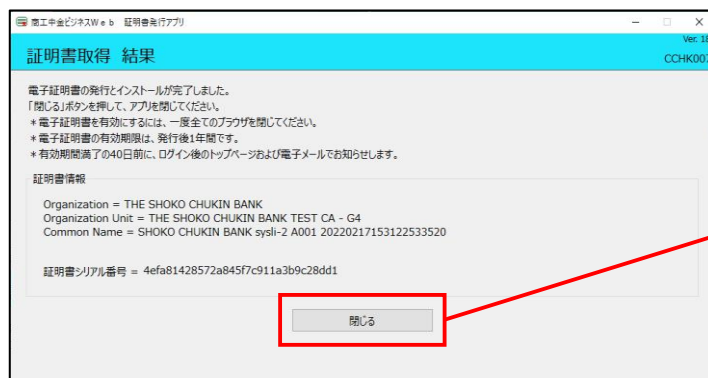 商工中金ビジネスWeb 証明書発行アプリ
Ver. 18
証明書取得 結果
CCHK007
電子証明書の発行とインストールが完了しました。
「閉じる」ボタンを押して、アプリを閉じてください。
＊電子証明書を有効にするには、一度全てのブラウザを閉じてください。
＊電子証明書の有効期限は、発行後1年間です。
＊有効期間満了の40日前に、ログイン後のトップページおよび電子メールでお知らせします。
証明書情報
Organization = THE SHOKO CHUKIN BANK
Organization Unit = THE SHOKO CHUKIN BANK TEST CA - G4
Common Name = SHOKO CHUKIN BANK sysli-2 A001 20220217153122533520
証明書シリアル番号 = 4efa81428572a845f7c911a3b9c28dd1
閉じる